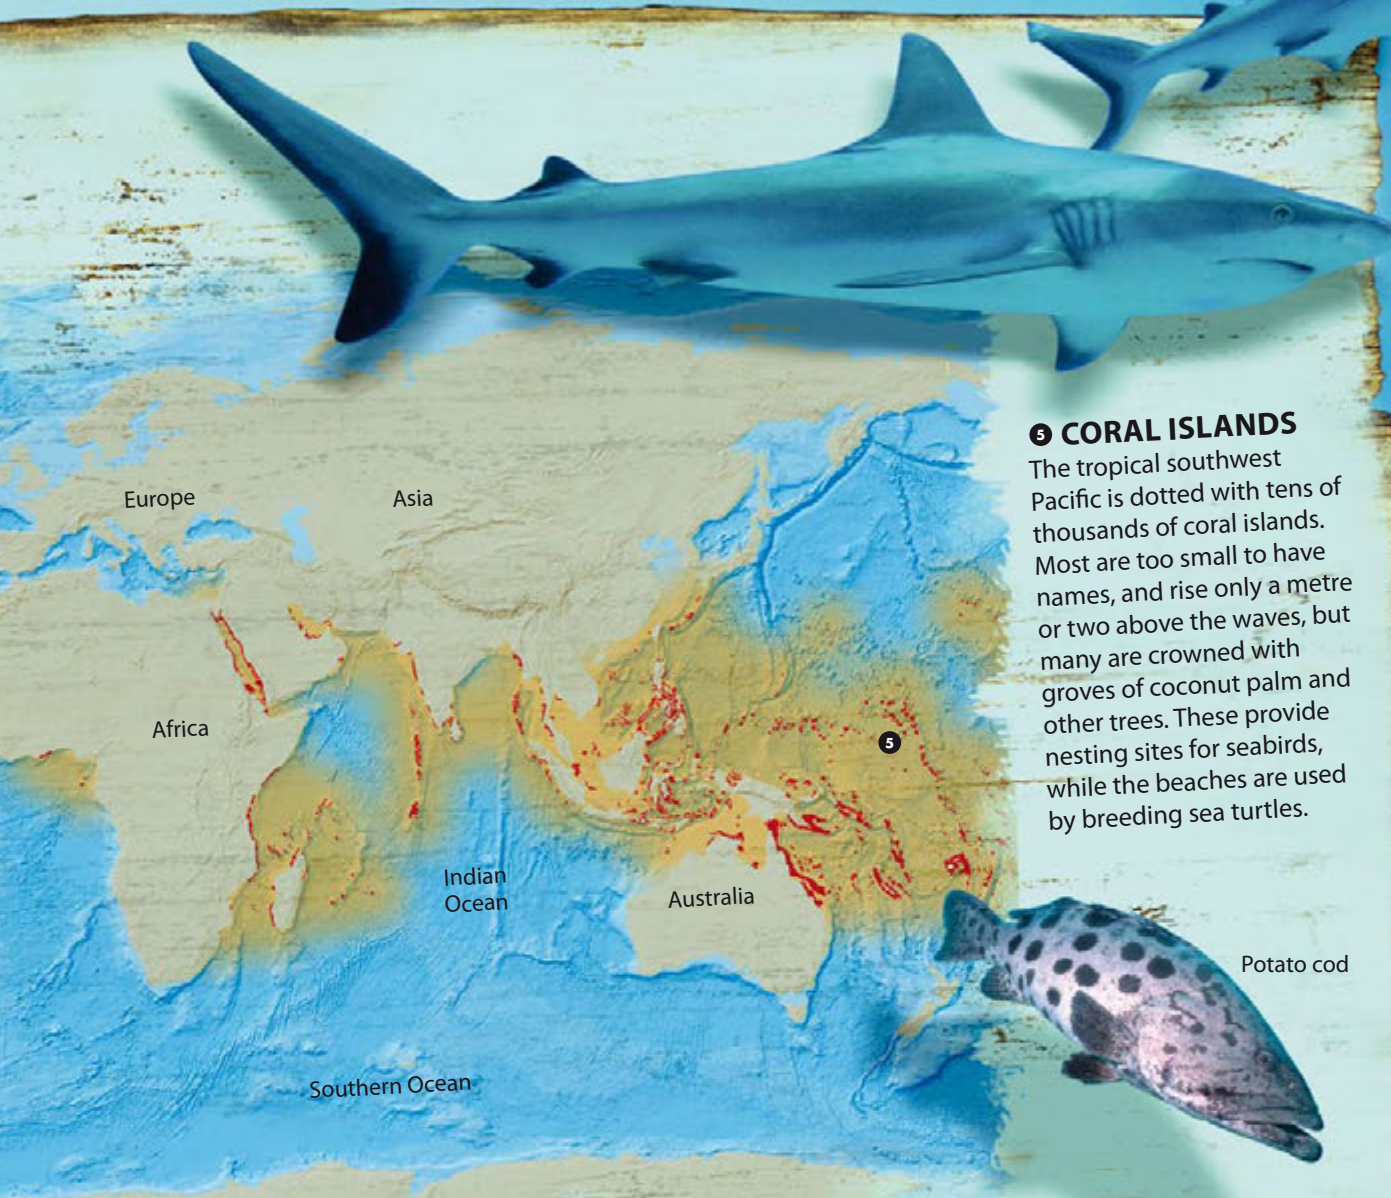 Europe
Asia
Africa
Indian
Ocean
Australia
Southern Ocean
5
5 CORAL ISLANDS
The tropical southwest
Pacific is dotted with tens of
thousands of coral islands.
Most are too small to have
names, and rise only a metre
or two above the waves, but
many are crowned with
groves of coconut palm and
other trees. These provide
nesting sites for seabirds,
while the beaches are used
by breeding sea turtles.
Potato cod